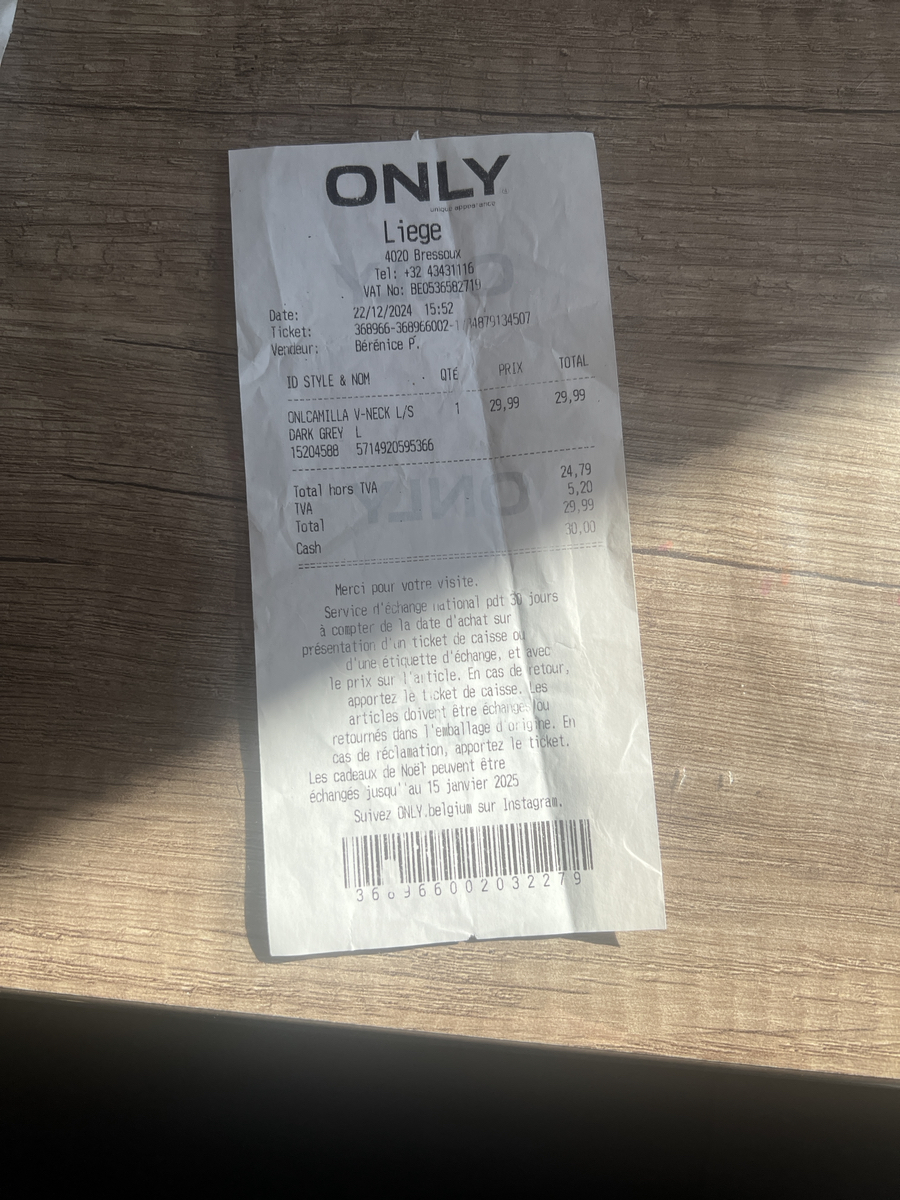 ONLY
unique appearance
Liege
4020 Bressoux
Tel: +32 43431116
VAT No: BE0536582719
Date: 22/12/2024 15:52
Ticket: 368966-368966002-1
Vendeur: Bérénice P.
ID STYLE & NOM QTÉ PRIX TOTAL
ONLCAMILLA V-NECK L/S 1 29,99 29,99
DARK GREY L
15204588 5714920595366
Total hors TVA 24,79
TVA 5,20
Total 29,99
Cash 30,00
Merci pour votre visite.
Service d'échange national pdt 30 jours
à compter de la date d'achat sur
présentation d'un ticket de caisse ou
d'une étiquette d'échange, et avec
le prix sur l'article. En cas de retour,
apportez le ticket de caisse. Les
articles doivent être échangés/ou
retournés dans l'emballage d'origine. En
cas de réclamation, apportez le ticket.
Les cadeaux de Noël peuvent être
échangés jusqu''au 15 janvier 2025
Suivez ONLY.belgium sur Instagram.
368966002032279